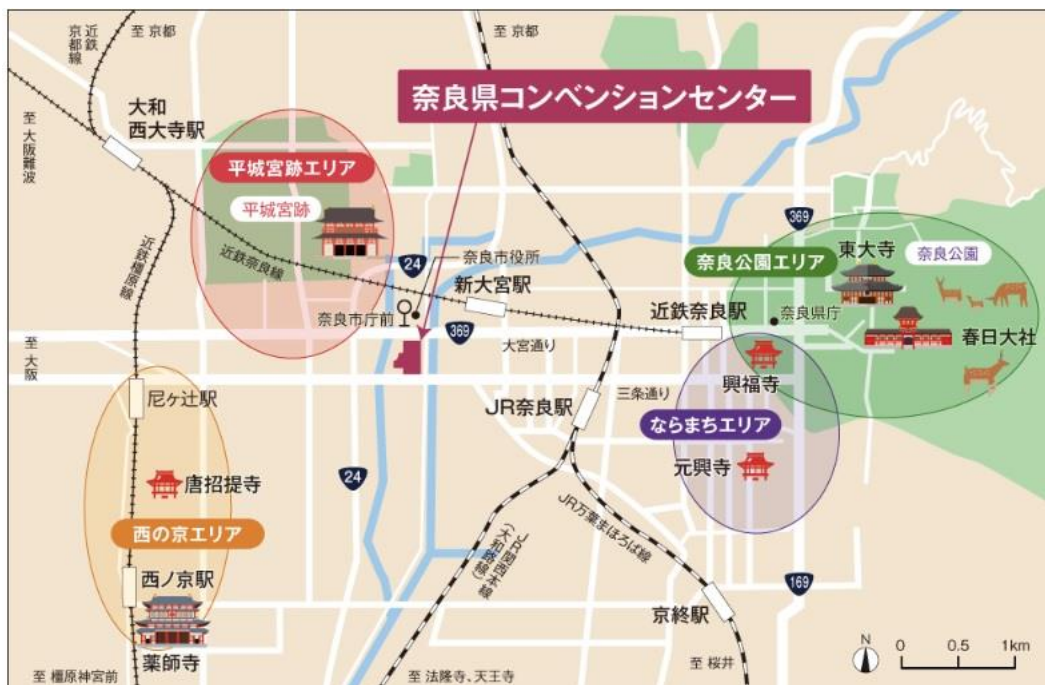 近鉄
京都線
至 京都
至 京都
奈良県コンベンションセンター
大和
西大寺駅
至 大阪難波
平城宮跡エリア
平城宮跡
369
近鉄橿原線
近鉄奈良線
24
奈良市役所
新大宮駅
奈良公園エリア
東大寺
奈良公園
近鉄奈良駅
奈良県庁
春日大社
奈良市庁前
369
大宮通り
至 大阪
興福寺
尼ヶ辻駅
三条通り
JR奈良駅
ならまちエリア
元興寺
24
唐招提寺
西の京エリア
JR万葉まほろば線
JR関西本線
(大和路線)
西ノ京駅
169
京終駅
薬師寺
N
0 0.5 1km
至 橿原神宮前
至 法隆寺、天王寺
至 桜井